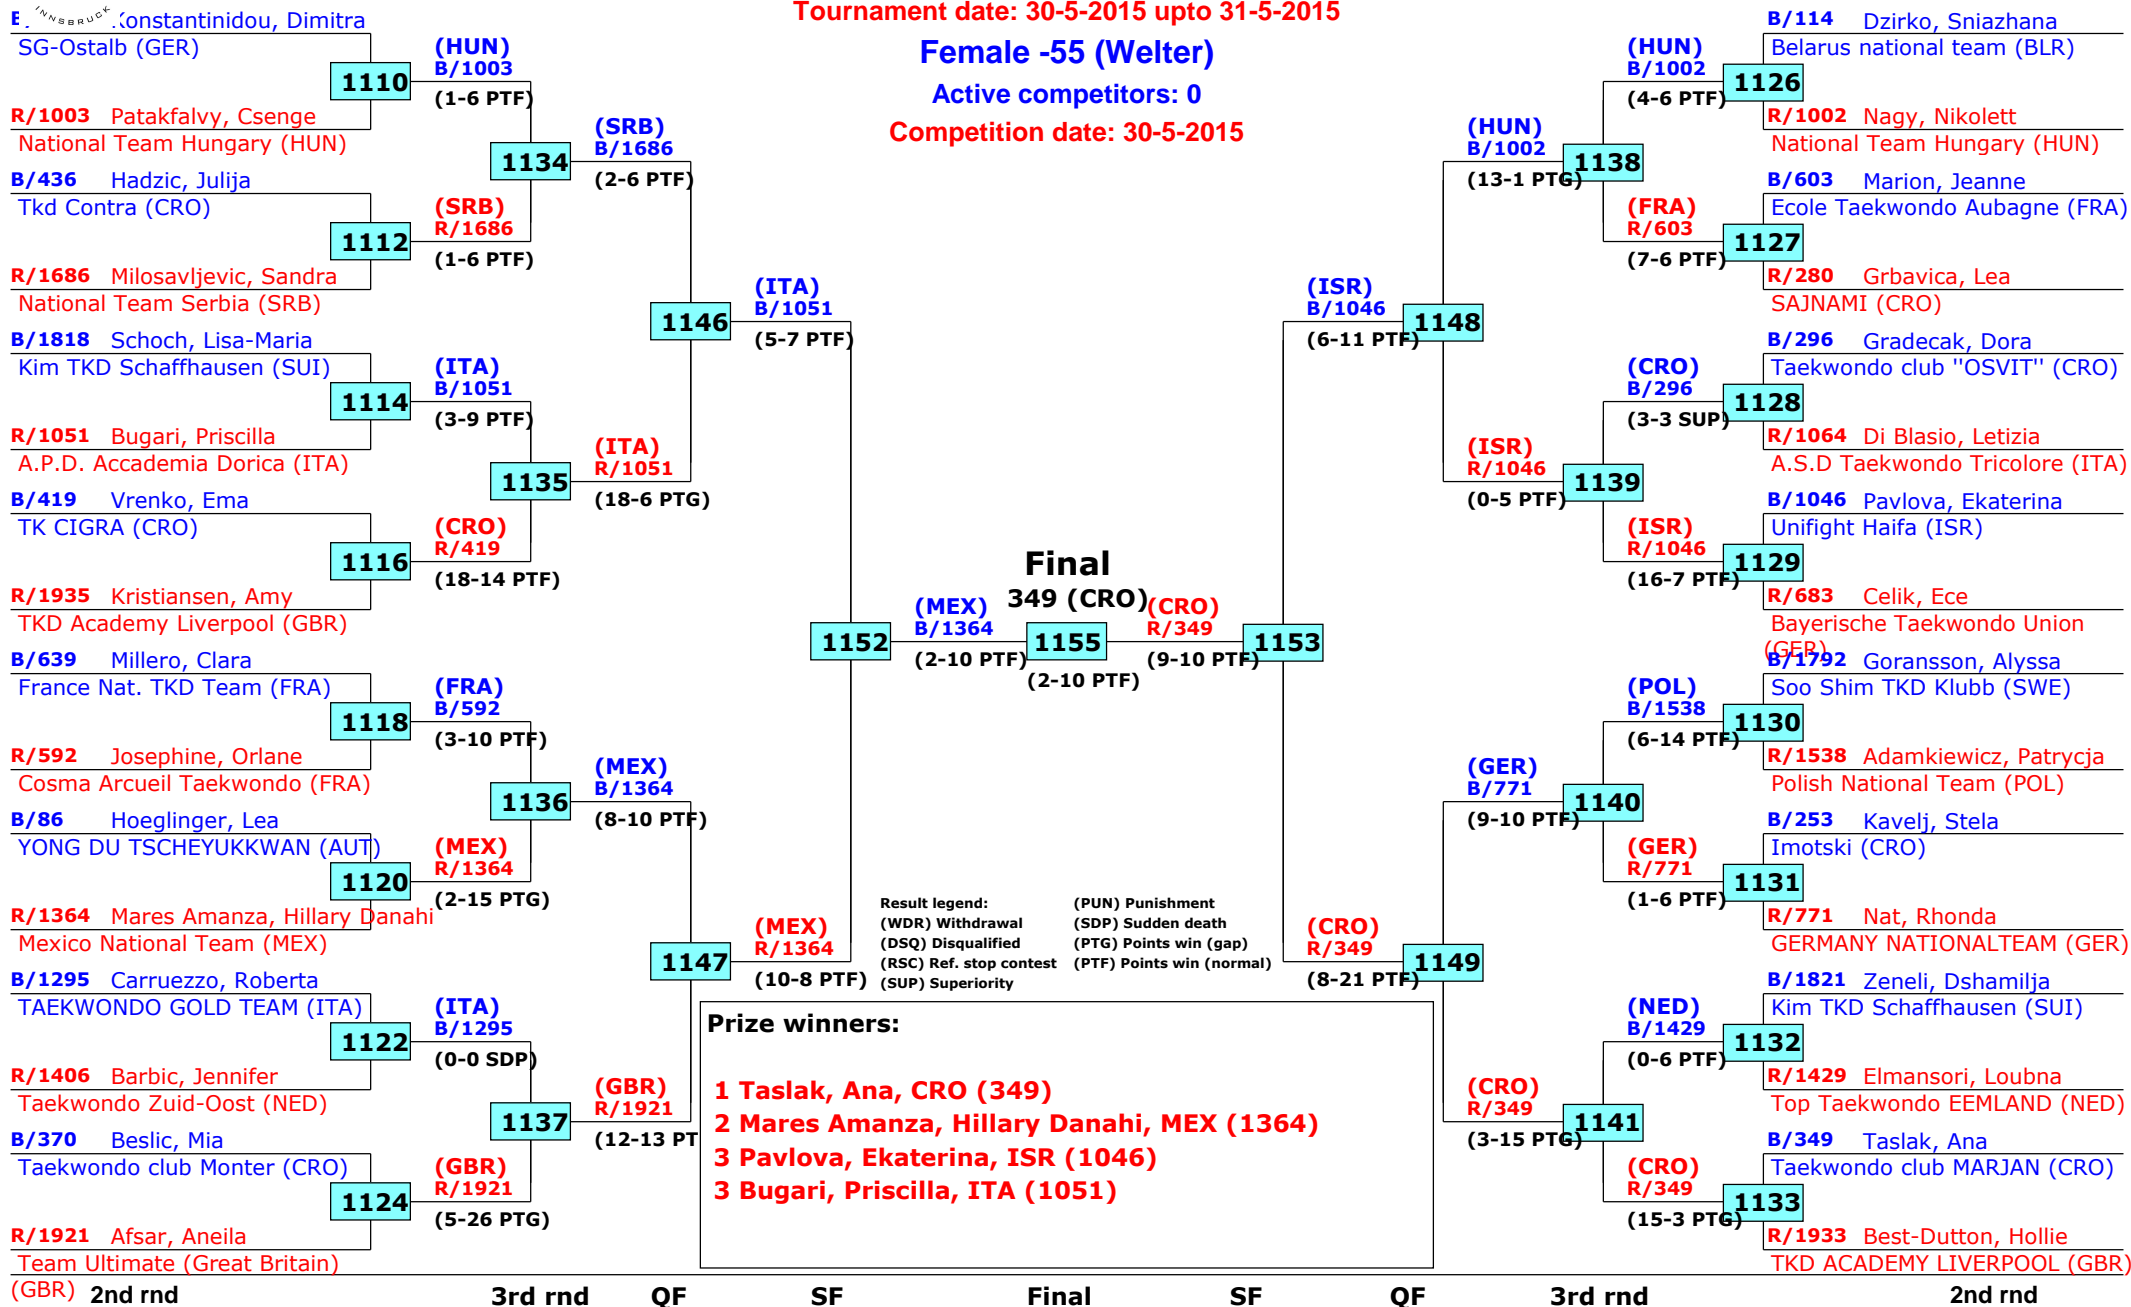 INNSBRUCK
Tournament date: 30-5-2015 upto 31-5-2015
Female -55 (Welter)
Active competitors: 0
Competition date: 30-5-2015
Konstantinidou, Dimitra
SG-Ostalb (GER)
1110
R/1003 Patakfalvy, Csenge
National Team Hungary (HUN)
B/436 Hadzic, Julija
Tkd Contra (CRO)
1112
R/1686 Milosavljevic, Sandra
National Team Serbia (SRB)
B/1818 Schoch, Lisa-Maria
Kim TKD Schaffhausen (SUI)
1114
R/1051 Bugari, Priscilla
A.P.D. Accademia Dorica (ITA)
B/419 Vrenko, Ema
TK CIGRA (CRO)
1116
R/1935 Kristiansen, Amy
TKD Academy Liverpool (GBR)
B/639 Millero, Clara
France Nat. TKD Team (FRA)
1118
R/592 Josephine, Orlane
Cosma Arcueil Taekwondo (FRA)
B/86 Hoeglinger, Lea
YONG DU TSCHEYUKKWAN (AUT)
1120
R/1364 Mares Amanza, Hillary Danahi
Mexico National Team (MEX)
B/1295 Carruezzo, Roberta
TAEKWONDO GOLD TEAM (ITA)
1122
R/1406 Barbic, Jennifer
Taekwondo Zuid-Oost (NED)
B/370 Beslic, Mia
Taekwondo club Monter (CRO)
1124
R/1921 Afsar, Aneila
Team Ultimate (Great Britain)
(GBR)
(HUN)
B/1003
(1-6 PTF)
1134
(SRB)
R/1686
(1-6 PTF)
(ITA)
B/1051
(3-9 PTF)
1135
(CRO)
R/419
(18-14 PTF)
(FRA)
B/592
(3-10 PTF)
1136
(MEX)
R/1364
(2-15 PTG)
(ITA)
B/1295
(0-0 SDP)
1137
(GBR)
R/1921
(5-26 PTG)
(SRB)
B/1686
(2-6 PTF)
1146
(ITA)
R/1051
(18-6 PTG)
(MEX)
B/1364
(8-10 PTF)
1147
(GBR)
R/1921
(12-13 PT
(ITA)
B/1051
(5-7 PTF)
1152
(MEX)
R/1364
(10-8 PTF)
(MEX)
B/1364
(2-10 PTF)
Final
349 (CRO)
1155
(2-10 PTF)
(CRO)
R/349
(9-10 PTF)
1153
(ISR)
B/1046
(6-11 PTF)
(CRO)
R/349
(8-21 PTF)
1148
1149
(HUN)
B/1002
(13-1 PTG)
(ISR)
R/1046
(0-5 PTF)
(GER)
B/771
(9-10 PTF)
(CRO)
R/349
(3-15 PTG)
1138
1139
1140
1141
(HUN)
B/1002
(4-6 PTF)
(FRA)
R/603
(7-6 PTF)
(CRO)
B/296
(3-3 SUP)
(ISR)
R/1046
(16-7 PTF)
(POL)
B/1538
(6-14 PTF)
(GER)
R/771
(1-6 PTF)
(NED)
B/1429
(0-6 PTF)
(CRO)
R/349
(15-3 PTG)
B/114 Dzirko, Sniazhana
Belarus national team (BLR)
1126
R/1002 Nagy, Nikolett
National Team Hungary (HUN)
B/603 Marion, Jeanne
Ecole Taekwondo Aubagne (FRA)
1127
R/280 Grbavica, Lea
SAJNAMI (CRO)
B/296 Gradecak, Dora
Taekwondo club "OSVIT" (CRO)
1128
R/1064 Di Blasio, Letizia
A.S.D Taekwondo Tricolore (ITA)
B/1046 Pavlova, Ekaterina
Unifight Haifa (ISR)
1129
R/683 Celik, Ece
Bayerische Taekwondo Union
(GER)
B/1792 Goransson, Alyssa
Soo Shim TKD Klubb (SWE)
1130
R/1538 Adamkiewicz, Patrycja
Polish National Team (POL)
B/253 Kavelj, Stela
Imotski (CRO)
1131
R/771 Nat, Rhonda
GERMANY NATIONALTEAM (GER)
B/1821 Zeneli, Dshamilja
Kim TKD Schaffhausen (SUI)
1132
R/1429 Elmansori, Loubna
Top Taekwondo EEMLAND (NED)
B/349 Taslak, Ana
Taekwondo club MARJAN (CRO)
1133
R/1933 Best-Dutton, Hollie
TKD ACADEMY LIVERPOOL (GBR)
Result legend: (PUN) Punishment
(WDR) Withdrawal (SDP) Sudden death
(DSQ) Disqualified (PTG) Points win (gap)
(RSC) Ref. stop contest (PTF) Points win (normal)
(SUP) Superiority
Prize winners:
1 Taslak, Ana, CRO (349)
2 Mares Amanza, Hillary Danahi, MEX (1364)
3 Pavlova, Ekaterina, ISR (1046)
3 Bugari, Priscilla, ITA (1051)
2nd rnd 3rd rnd QF SF Final SF QF 3rd rnd 2nd rnd